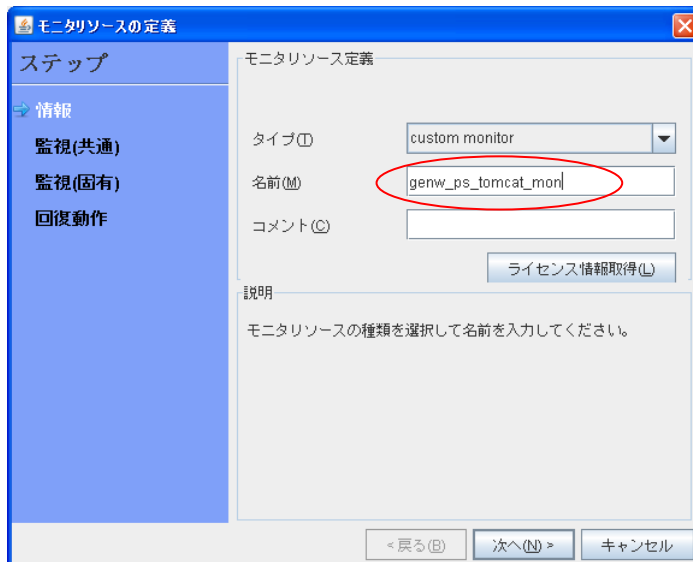 モニタリソースの定義
ステップ
情報
監視(共通)
監視(固有)
回復動作
モニタリソース定義
タイプ(T) custom monitor
名前(M) genw_ps_tomcat_mon
コメント(C)
ライセンス情報取得(L)
説明
モニタリソースの種類を選択して名前を入力してください。
<戻る(B) 次へ(N) > キャンセル